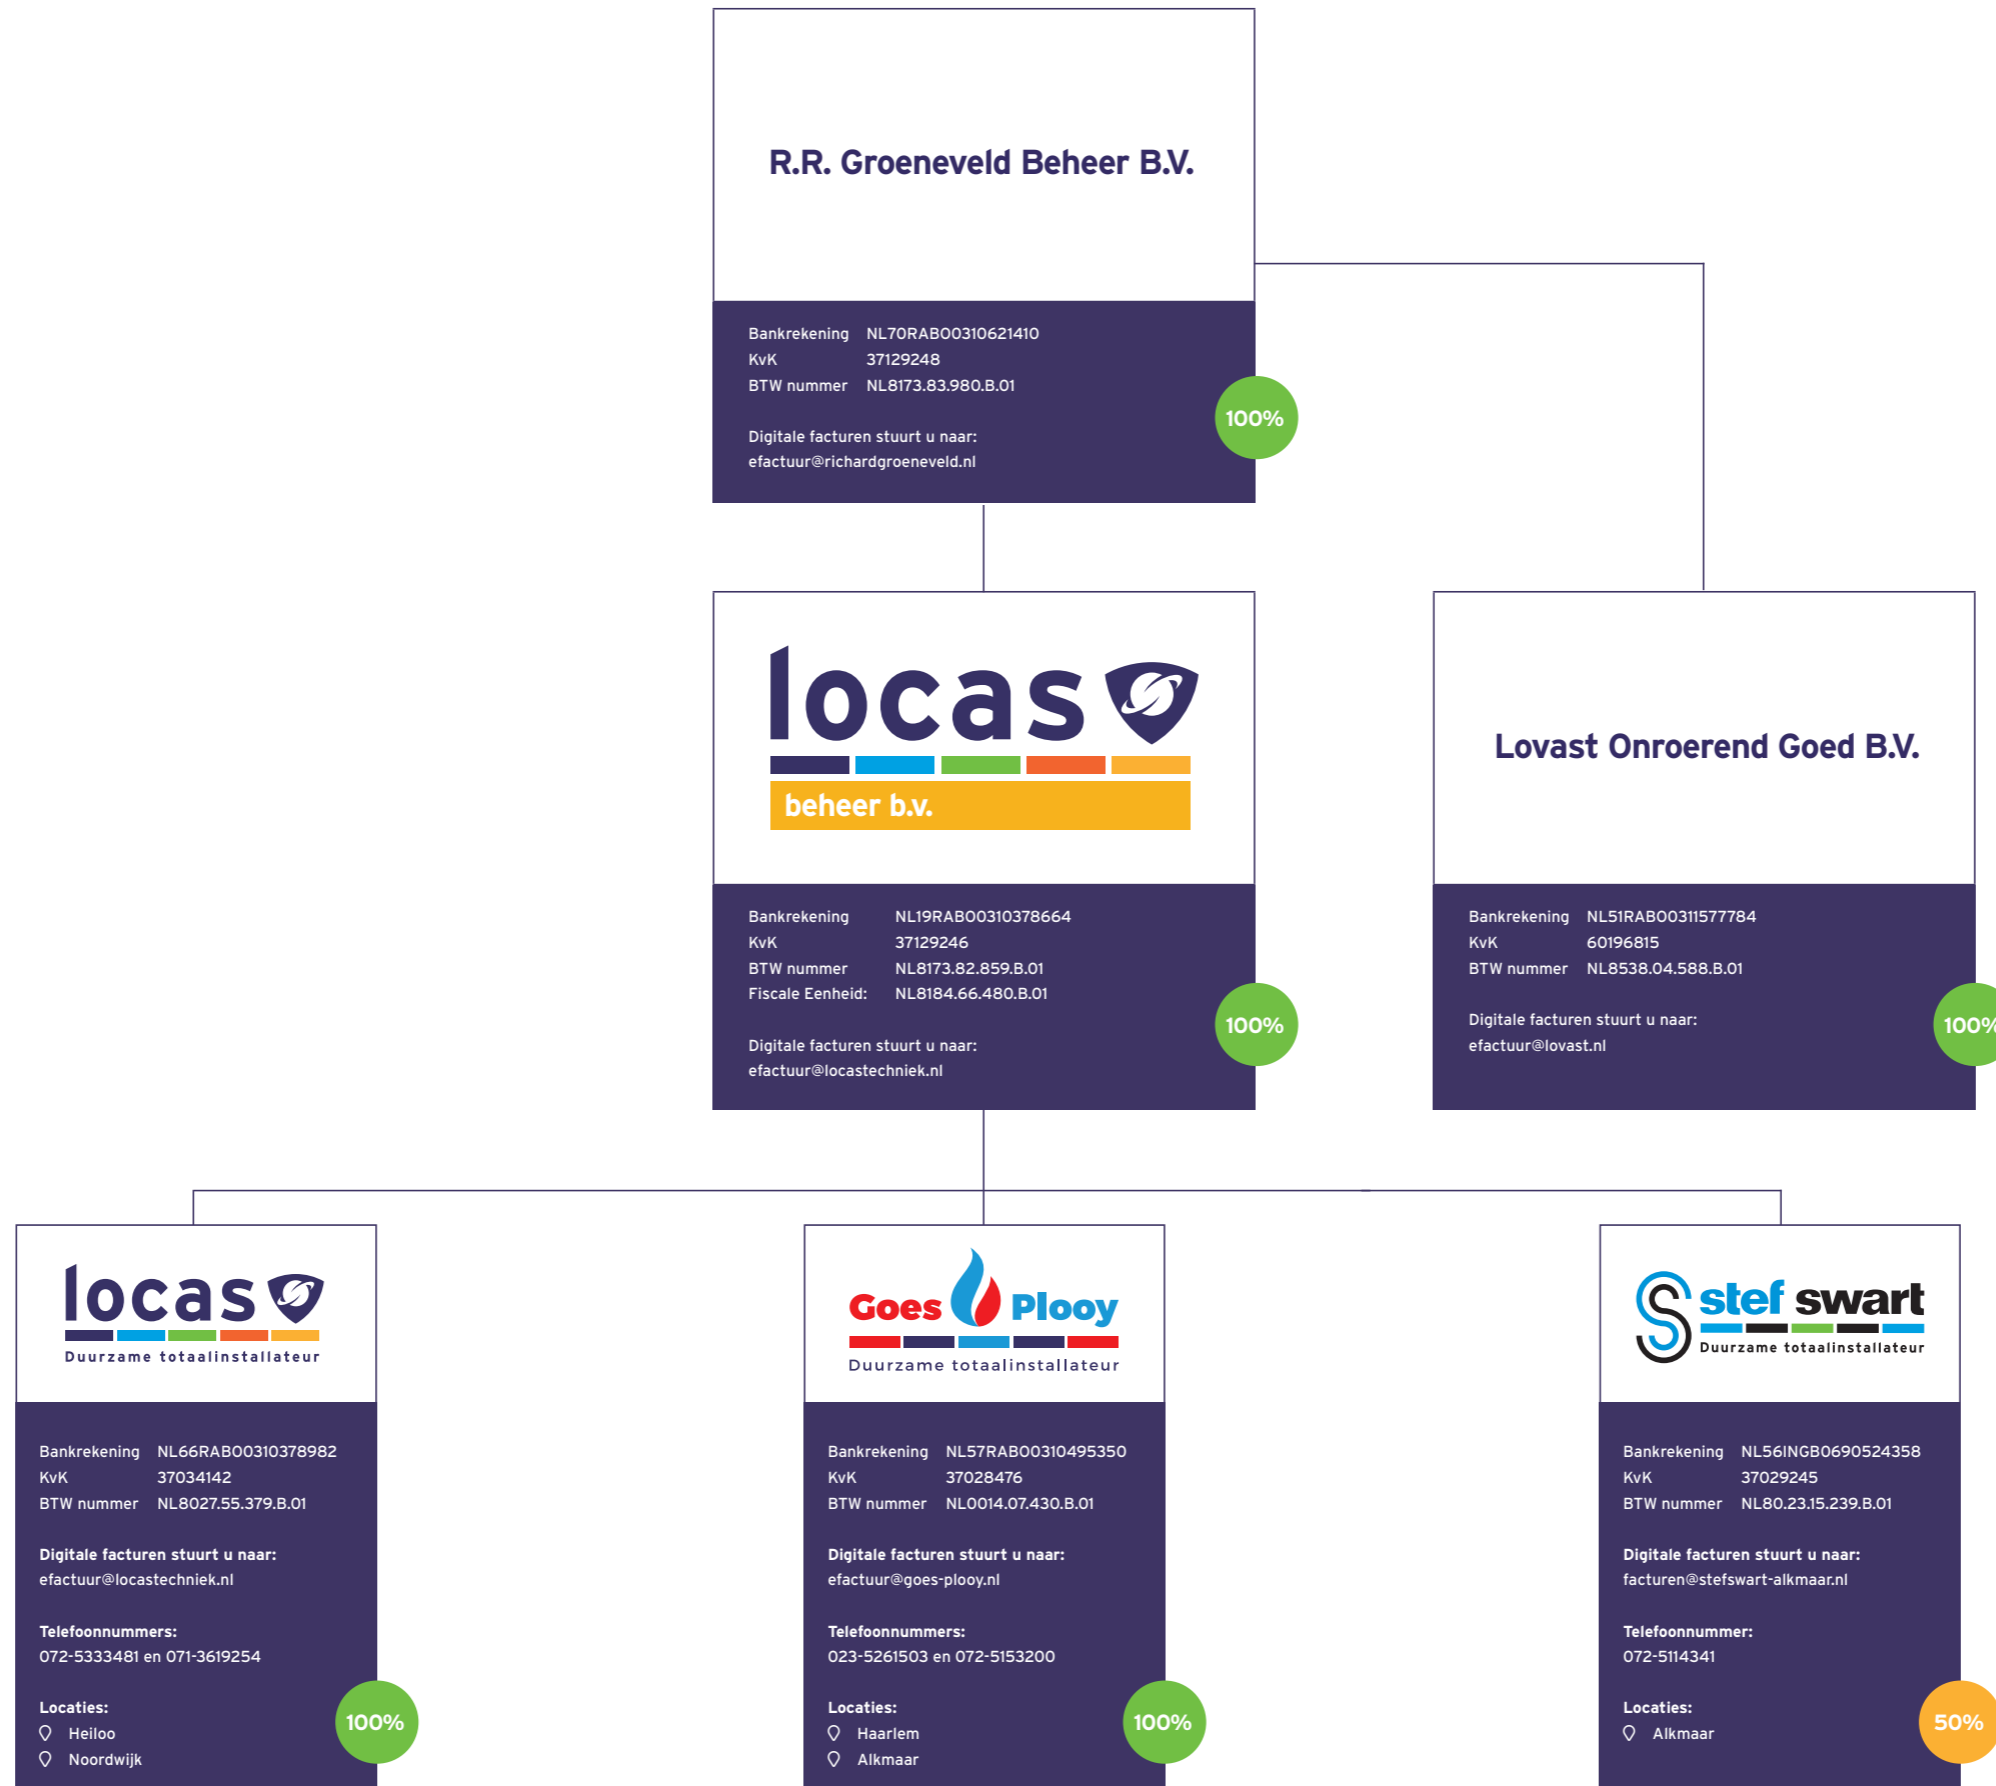 R.R. Groeneveld Beheer B.V.
Bankrekening NL70RABO0310621410
KvK 37129248
BTW nummer NL8173.83.980.B.01
100%
Digitale facturen stuurt u naar:
efactuur@richardgroeneveld.nl
locas
beheer b.v.
Bankrekening NL19RABO0310378664
KvK 37129246
BTW nummer NL8173.82.859.B.01
Fiscale Eenheid: NL8184.66.480.B.01
100%
Digitale facturen stuurt u naar:
efactuur@locastechniek.nl
Lovast Onroerend Goed B.V.
Bankrekening NL51RABO0311577784
KvK 60196815
BTW nummer NL8538.04.588.B.01
Digitale facturen stuurt u naar:
efactuur@lovast.nl
100%
locas
Duurzame totaalinstallateur
Bankrekening NL66RABO0310378982
KvK 37034142
BTW nummer NL8027.55.379.B.01
Digitale facturen stuurt u naar:
efactuur@locastechniek.nl
Telefoonnummers:
072-5333481 en 071-3619254
Locaties:
Heiloo
Noordwijk
100%
Goes Plooy
Duurzame totaalinstallateur
Bankrekening NL57RABO0310495350
KvK 37028476
BTW nummer NL0014.07.430.B.01
Digitale facturen stuurt u naar:
efactuur@goes-plooy.nl
Telefoonnummers:
023-5261503 en 072-5153200
Locaties:
Haarlem
Alkmaar
100%
stef swart
Duurzame totaalinstallateur
Bankrekening NL56INGB0690524358
KvK 37029245
BTW nummer NL80.23.15.239.B.01
Digitale facturen stuurt u naar:
facturen@stefswart-alkmaar.nl
Telefoonnummer:
072-5114341
Locaties:
Alkmaar
50%